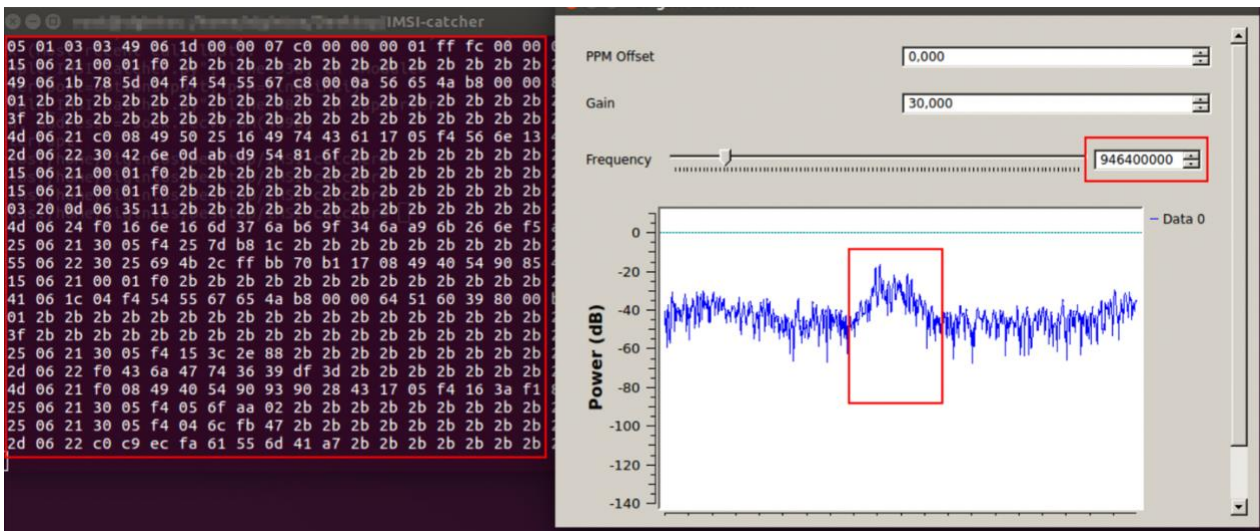 IMSI-catcher
05 01 03 03 49 06 1d 00 00 07 c0 00 00 00 01 ff fc 00 00
15 06 21 00 01 f0 2b 2b 2b 2b 2b 2b 2b 2b 2b 2b 2b 2b 2b
49 06 1b 78 5d 04 f4 54 55 67 c8 00 0a 56 65 4a b8 00 00
01 2b 2b 2b 2b 2b 2b 2b 2b 2b 2b 2b 2b 2b 2b 2b 2b 2b 2b
3f 2b 2b 2b 2b 2b 2b 2b 2b 2b 2b 2b 2b 2b 2b 2b 2b 2b 2b
4d 06 21 c0 08 49 50 25 16 49 74 43 61 17 05 f4 56 6e 13
2d 06 22 30 42 6e 0d ab d9 54 81 6f 2b 2b 2b 2b 2b 2b 2b
15 06 21 00 01 f0 2b 2b 2b 2b 2b 2b 2b 2b 2b 2b 2b 2b 2b
15 06 21 00 01 f0 2b 2b 2b 2b 2b 2b 2b 2b 2b 2b 2b 2b 2b
03 20 0d 06 35 11 2b 2b 2b 2b 2b 2b 2b 2b 2b 2b 2b 2b 2b
4d 06 24 f0 16 6e 16 6d 37 6a b6 9f 34 6a a9 6b 26 6e f5
25 06 21 30 05 f4 25 7d b8 1c 2b 2b 2b 2b 2b 2b 2b 2b 2b
55 06 22 30 25 69 4b 2c ff bb 70 b1 17 08 49 40 54 90 85
15 06 21 00 01 f0 2b 2b 2b 2b 2b 2b 2b 2b 2b 2b 2b 2b 2b
41 06 1c 04 f4 54 55 67 65 4a b8 00 00 64 51 60 39 80 00
01 2b 2b 2b 2b 2b 2b 2b 2b 2b 2b 2b 2b 2b 2b 2b 2b 2b 2b
3f 2b 2b 2b 2b 2b 2b 2b 2b 2b 2b 2b 2b 2b 2b 2b 2b 2b 2b
25 06 21 30 05 f4 15 3c 2e 88 2b 2b 2b 2b 2b 2b 2b 2b 2b
2d 06 22 f0 43 6a 47 74 36 39 df 3d 2b 2b 2b 2b 2b 2b 2b
4d 06 21 f0 08 49 40 54 90 93 90 28 43 17 05 f4 16 3a f1
25 06 21 30 05 f4 05 6f aa 02 2b 2b 2b 2b 2b 2b 2b 2b 2b
25 06 21 30 05 f4 04 6c fb 47 2b 2b 2b 2b 2b 2b 2b 2b 2b
2d 06 22 c0 c9 ec fa 61 55 6d 41 a7 2b 2b 2b 2b 2b 2b 2b
PPM Offset 0,000
Gain 30,000
Frequency 946400000
Data 0
Power (dB)
0
-20
-40
-60
-80
-100
-120
-140